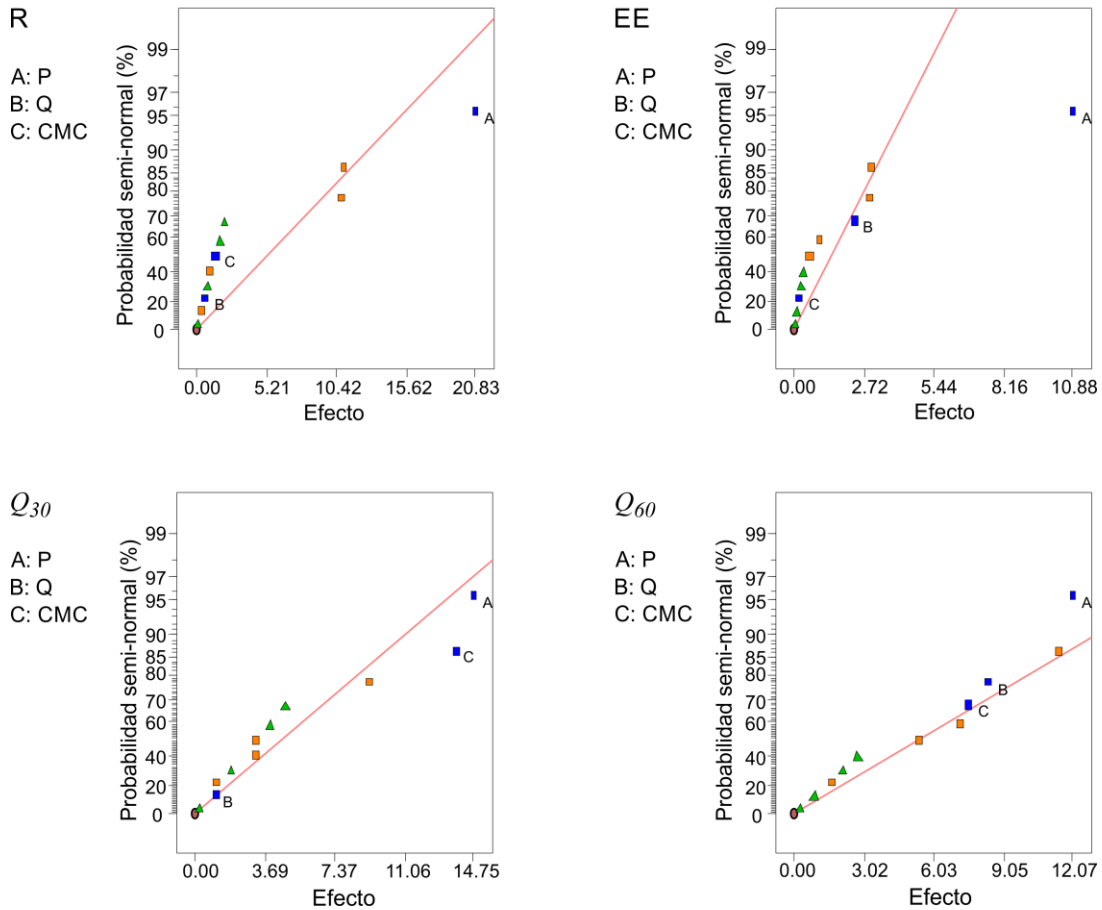 R
A: P
B: Q
C: CMC
Probabilidad semi-normal (%)
99
97
95
90
85
80
70
60
40
20
0
A
C
B
0.00 5.21 10.42 15.62 20.83
Efecto
EE
A: P
B: Q
C: CMC
Probabilidad semi-normal (%)
99
97
95
90
85
80
70
60
40
20
0
A
B
C
0.00 2.72 5.44 8.16 10.88
Efecto
Q30
A: P
B: Q
C: CMC
Probabilidad semi-normal (%)
99
97
95
90
85
80
70
60
40
20
0
A
C
B
0.00 3.69 7.37 11.06 14.75
Efecto
Q60
A: P
B: Q
C: CMC
Probabilidad semi-normal (%)
99
97
95
90
85
80
70
60
40
20
0
A
B
C
0.00 3.02 6.03 9.05 12.07
Efecto